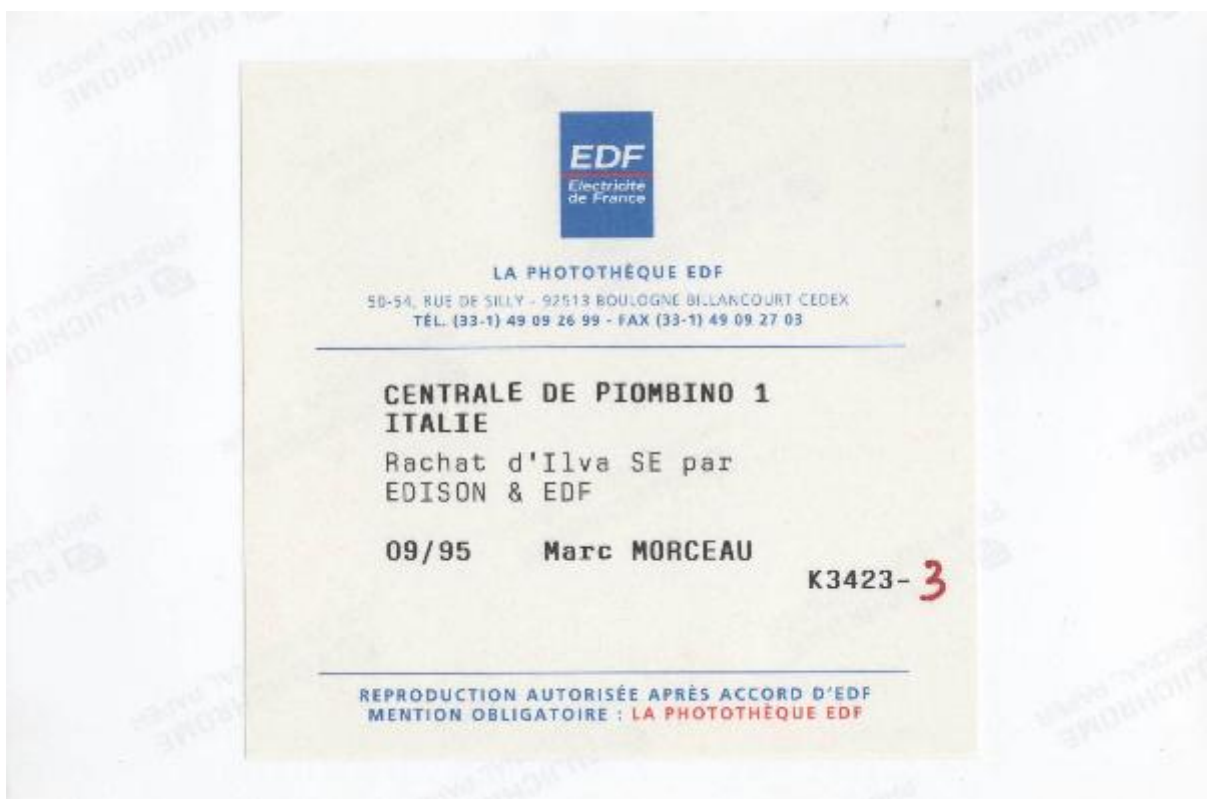 EDF
Electricité
de France
LA PHOTOTHÈQUE EDF
50-54, RUE DE SILLY - 92513 BOULOGNE BILLANCOURT CEDEX
TÉL. (33-1) 49 09 26 99 - FAX (33-1) 49 09 27 03
CENTRALE DE PIOMBINO 1
ITALIE
Rachat d'Ilva SE par
EDISON & EDF
09/95 Marc MORCEAU
K3423-3
REPRODUCTION AUTORISÉE APRÈS ACCORD D'EDF
MENTION OBLIGATOIRE : LA PHOTOTHÈQUE EDF